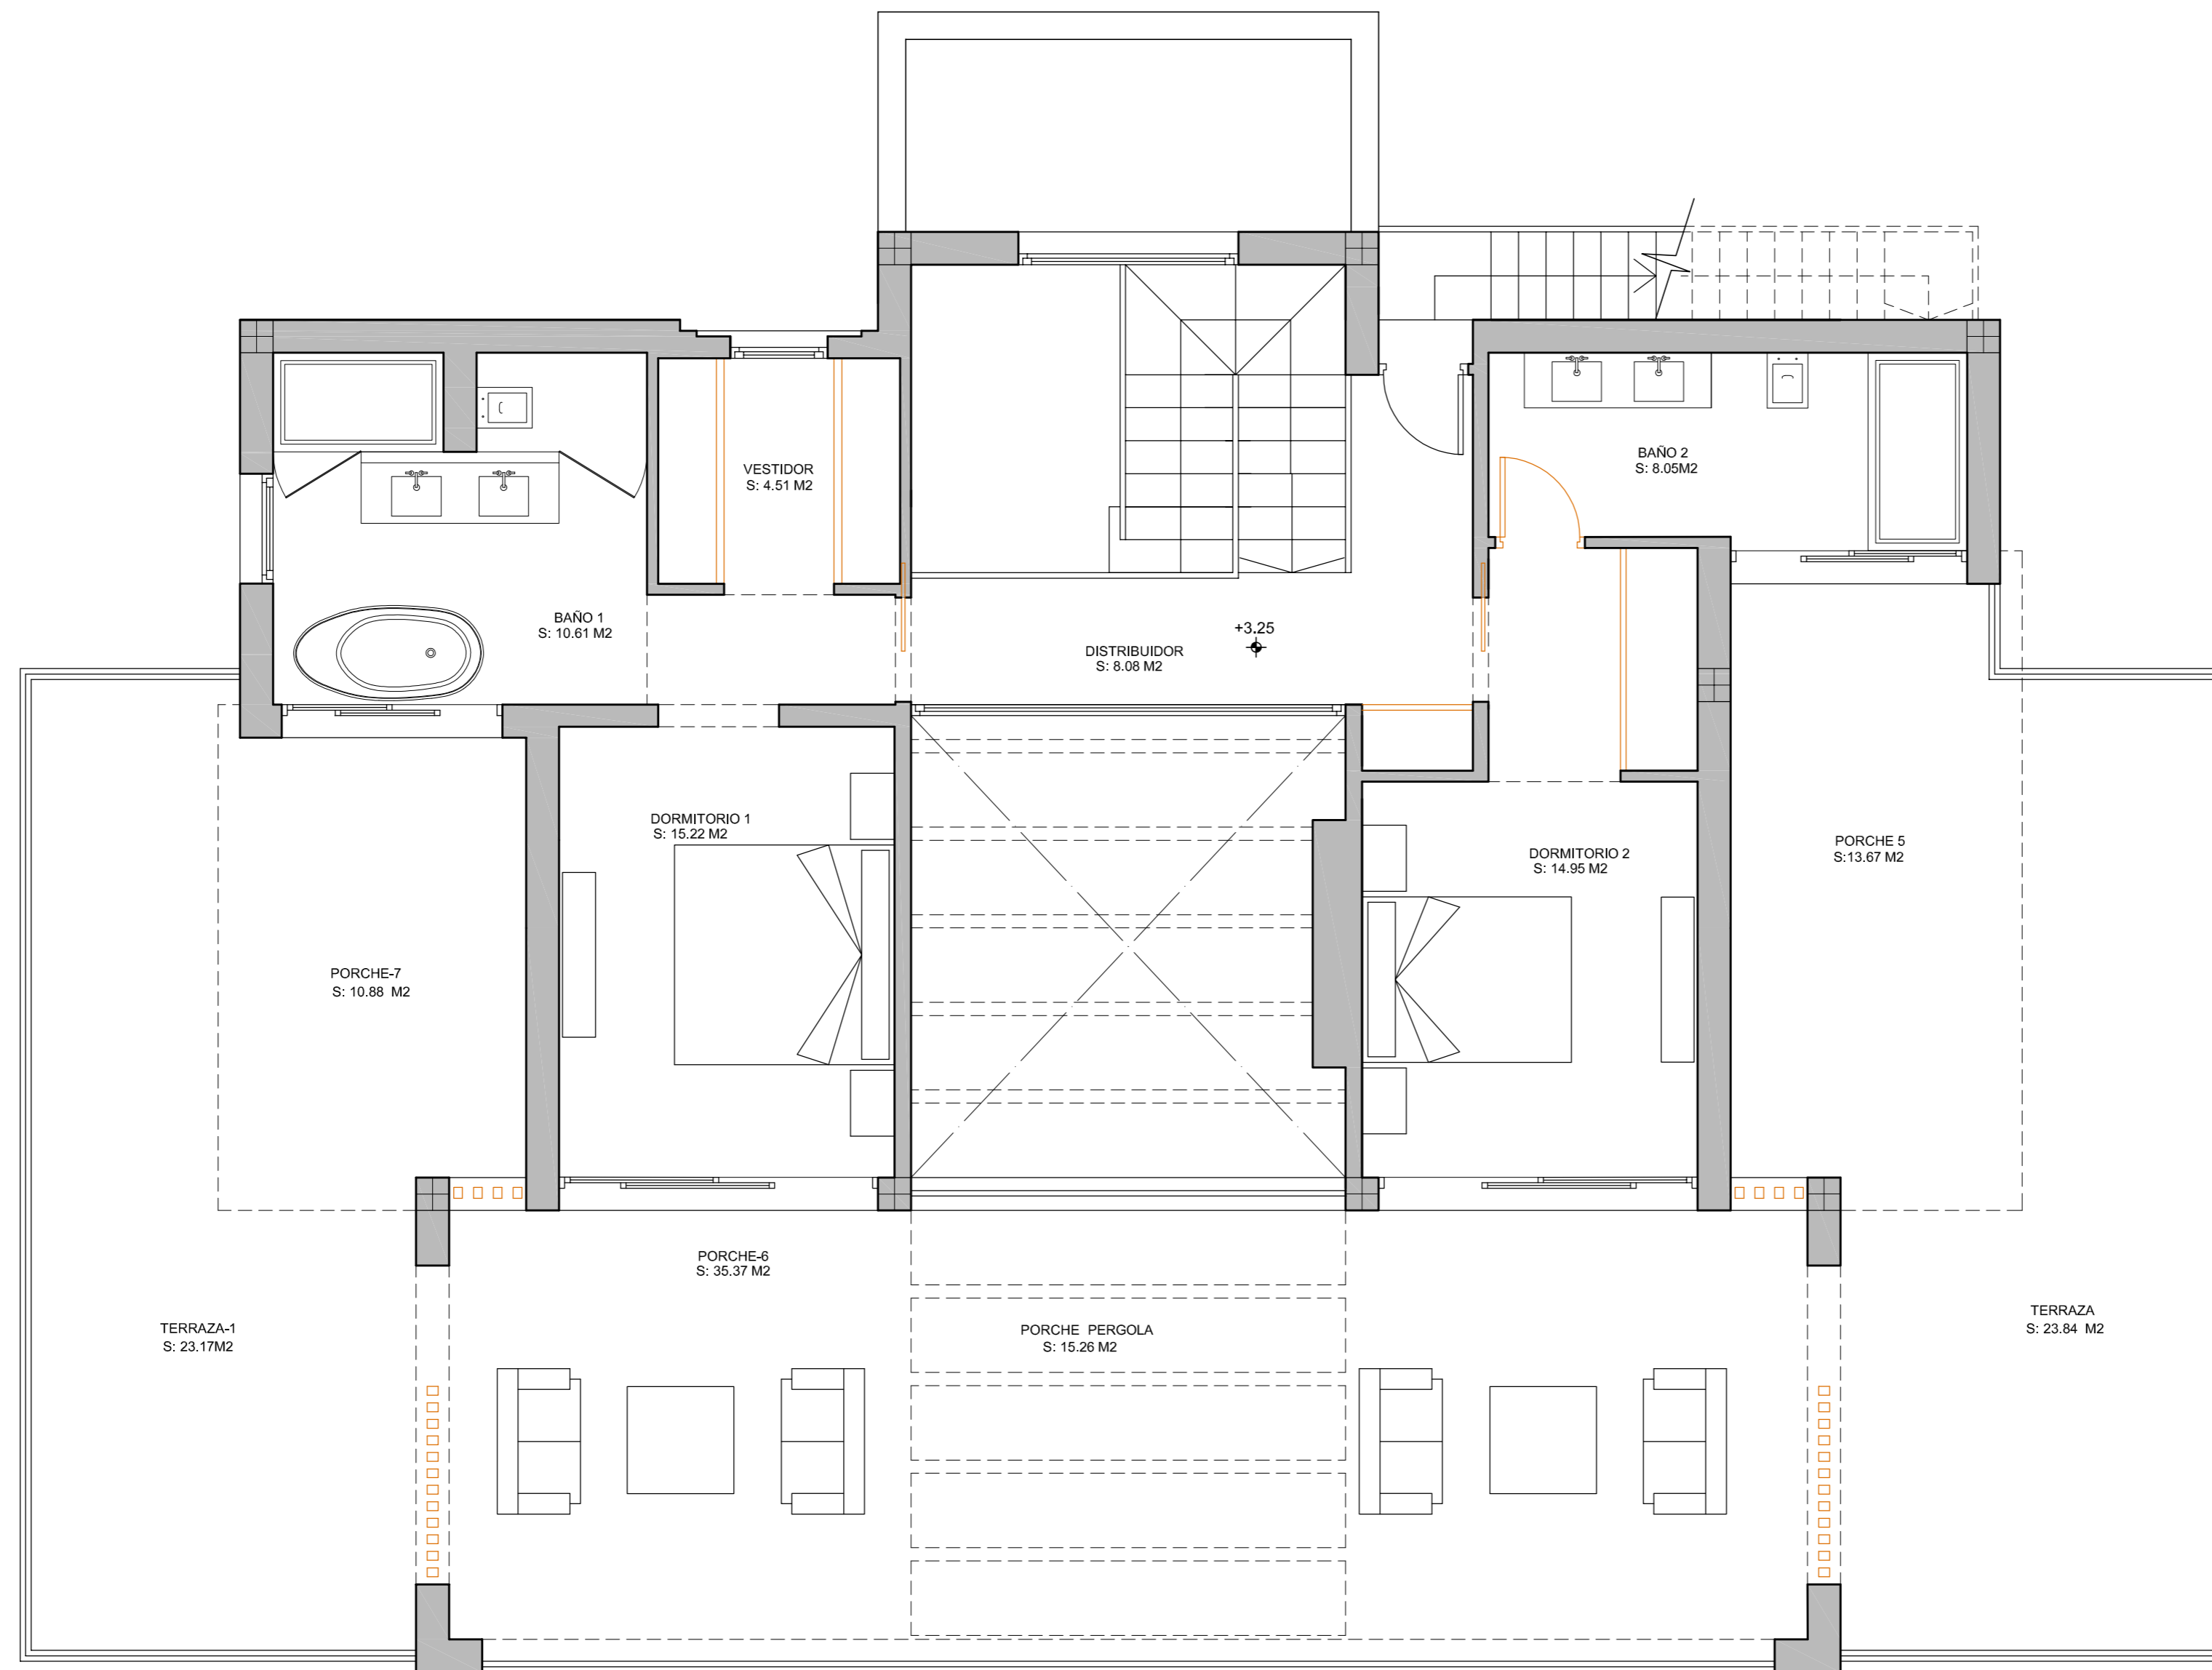 VESTIDOR
S: 4.51 M2
BAÑO 2
S: 8.05M2
BAÑO 1
S: 10.61 M2
+3.25
DISTRIBUIDOR
S: 8.08 M2
DORMITORIO 1
S: 15.22 M2
DORMITORIO 2
S: 14.95 M2
PORCHE 5
S:13.67 M2
PORCHE-7
S: 10.88 M2
PORCHE-6
S: 35.37 M2
TERRAZA-1
S: 23.17M2
PORCHE PERGOLA
S: 15.26 M2
TERRAZA
S: 23.84 M2